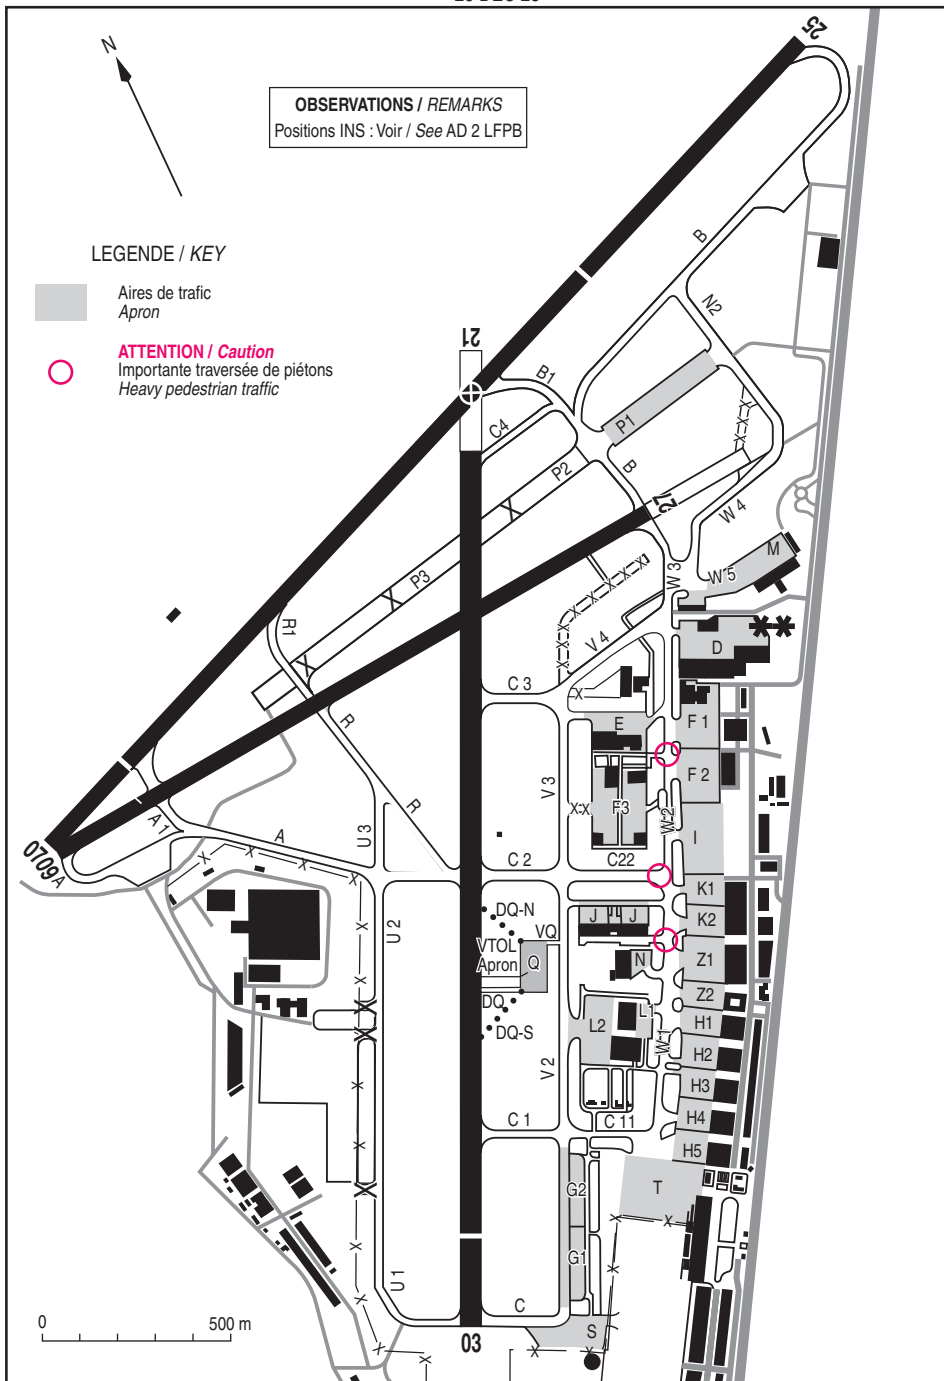 25
N
OBSERVATIONS / REMARKS
Positions INS : Voir / See AD 2 LFPB
B
LEGENDE / KEY
Aires de trafic
Apron
N2
21
ATTENTION / Caution
Importante traversée de piétons
Heavy pedestrian traffic
B1
P1
C4
P2
B
27
W 4
M
P3
W 3
W 5
R1
V 4
D
C 3
E
F 1
R
F 2
V 3
R
X-X
F3
W-2
A 1
A
U 3
I
0709
A
C 2
C22
K1
DQ-N
J
J
K2
U 2
VQ
VTOL
Apron
Q
N
Z1
DQ
Z2
L1
H1
DQ-S
L2
W-1
H2
V 2
H3
C 1
C 11
H4
H5
G2
T
G1
U 1
C
S
0
500 m
03